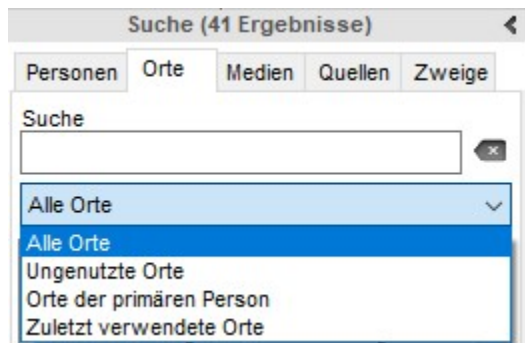 Suche (41 Ergebnisse)
Personen Orte Medien Quellen Zweige
Suche
Alle Orte
Alle Orte
Ungenutzte Orte
Orte der primären Person
Zuletzt verwendete Orte